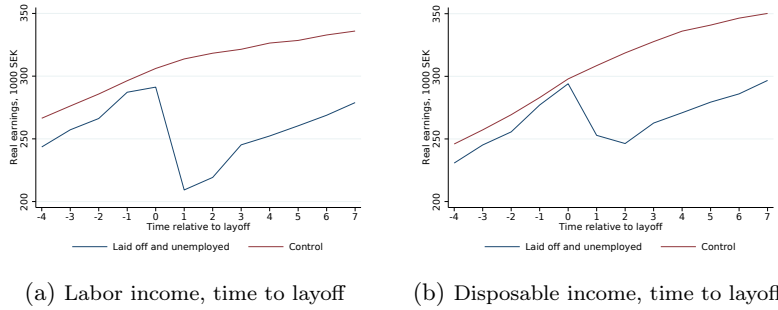 350
300
250
200
Real earnings, 1000 SEK
-4 -3 -2 -1 0 1 2 3 4 5 6 7
Time relative to layoff
Laid off and unemployed Control
(a) Labor income, time to layoff
350
300
250
200
Real earnings, 1000 SEK
-4 -3 -2 -1 0 1 2 3 4 5 6 7
Time relative to layoff
Laid off and unemployed Control
(b) Disposable income, time to layoff